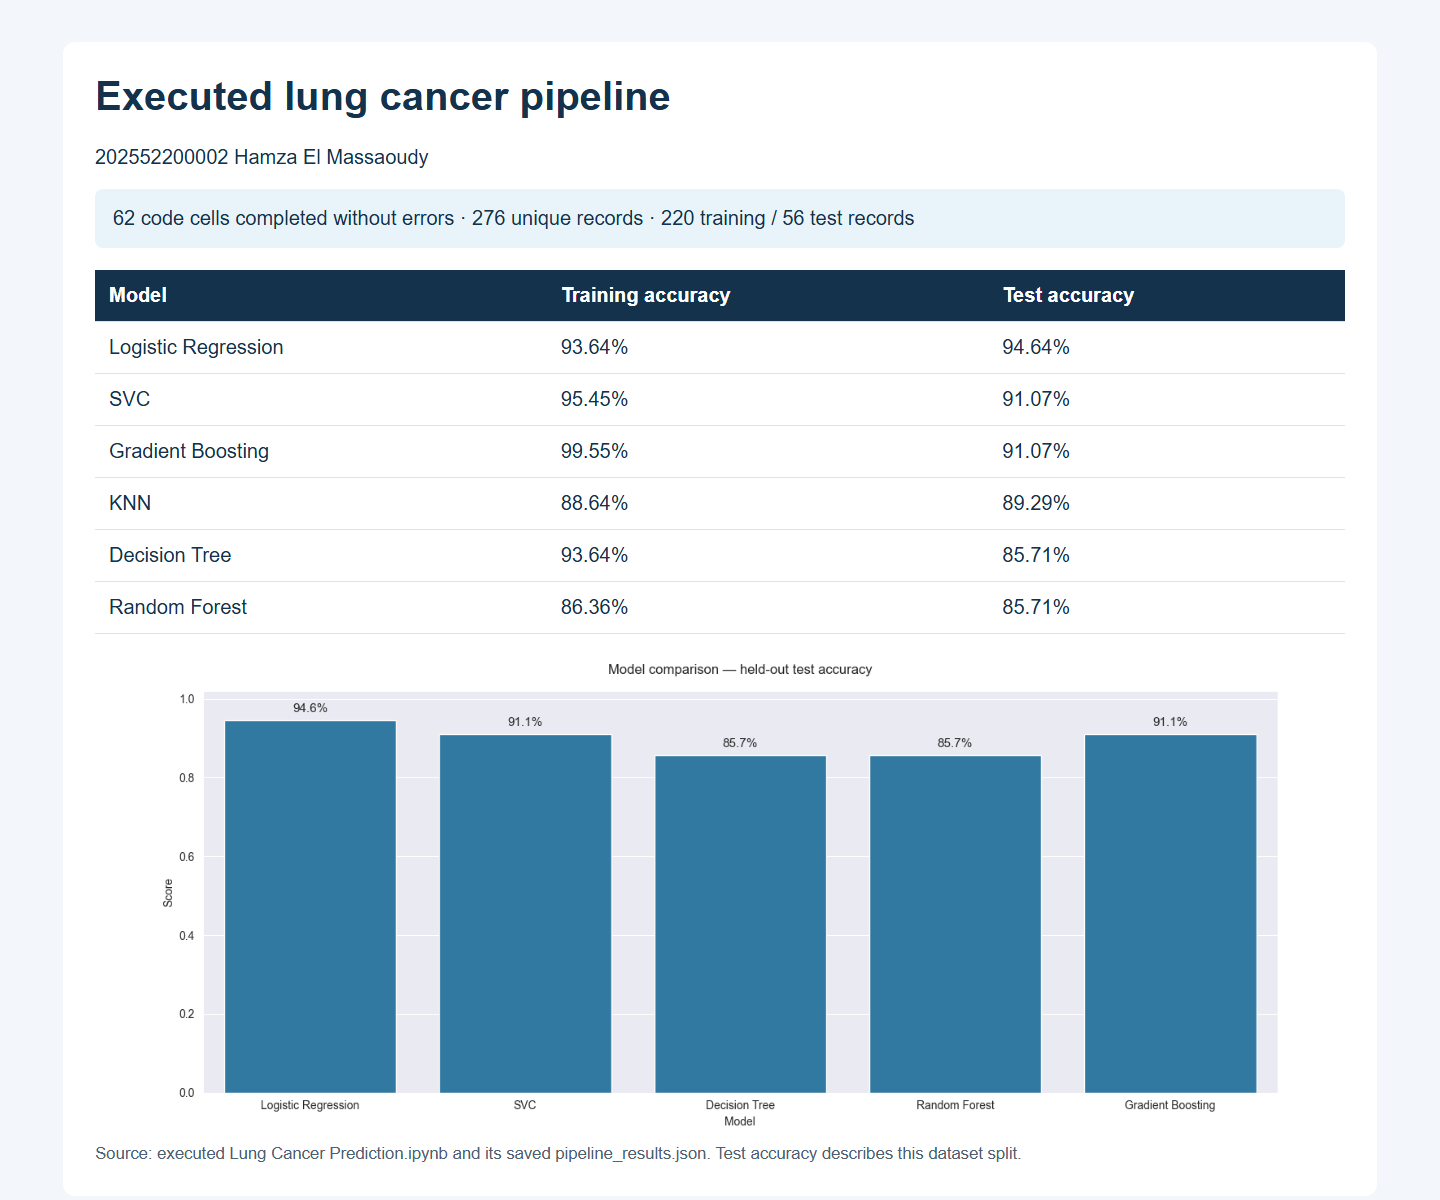 Executed lung cancer pipeline
202552200002 Hamza El Massaoudy
62 code cells completed without errors · 276 unique records · 220 training / 56 test records
Model Training accuracy Test accuracy
Logistic Regression 93.64% 94.64%
SVC 95.45% 91.07%
Gradient Boosting 99.55% 91.07%
KNN 88.64% 89.29%
Decision Tree 93.64% 85.71%
Random Forest 86.36% 85.71%
Model comparison — held-out test accuracy
1.0
0.8
0.6
0.4
0.2
0.0
Score
94.6% 91.1% 85.7% 85.7% 91.1%
Logistic Regression SVC Decision Tree Random Forest Gradient Boosting
Model
Source: executed Lung Cancer Prediction.ipynb and its saved pipeline_results.json. Test accuracy describes this dataset split.